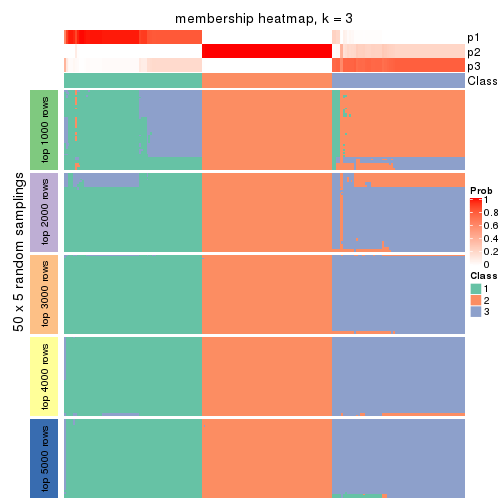 membership heatmap, k = 3
p1
p2
p3
Class
50 x 5 random samplings
top 1000 rows
top 2000 rows
top 3000 rows
top 4000 rows
top 5000 rows
Prob
1
0.8
0.6
0.4
0.2
0
Class
1
2
3